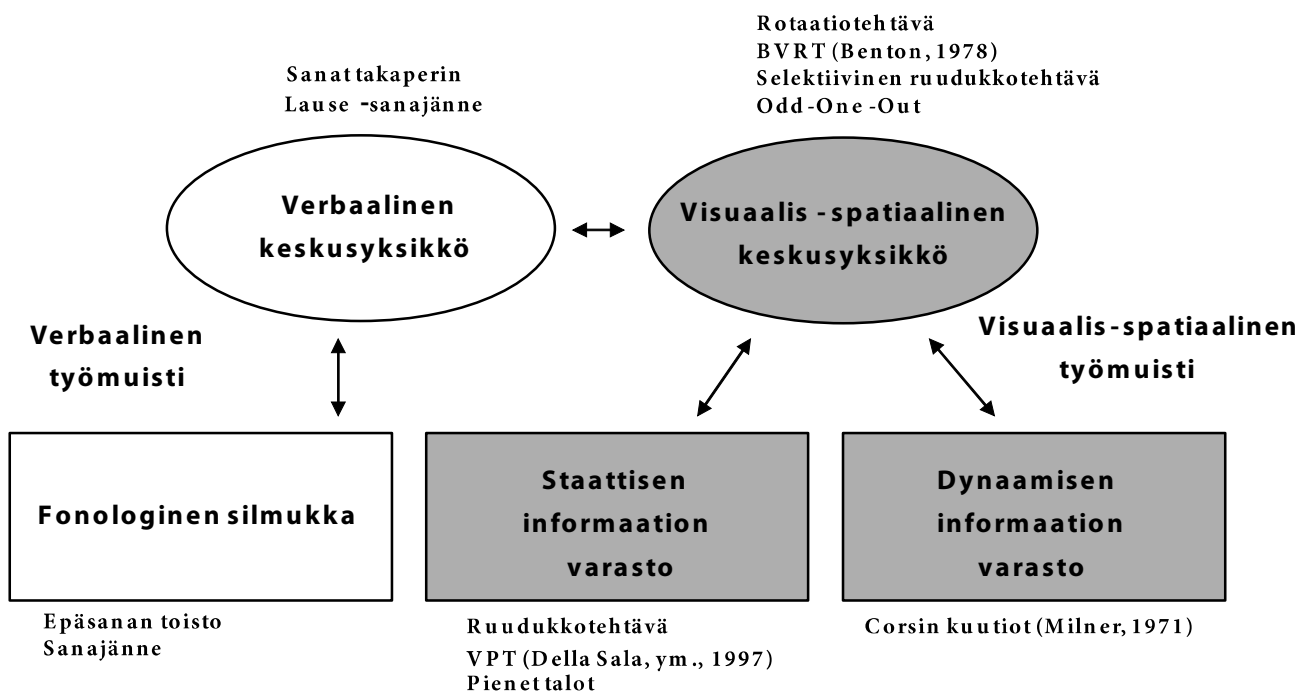 Sanat takaperin
Lause -sanajänne
Rotaatiotehtävä
BVRT (Benton, 1978)
Selektiivinen ruudukkotehtävä
Odd-One-Out
Verbaalinen
keskusyksikkö
Visuaalis - spatiaalinen
keskusyksikkö
Verbaalinen
työmuisti
Visuaalis-spatiaalinen
työmuisti
Fonologinen silmukka
Staattisen
informaation
varasto
Dynaamisen
informaation
varasto
Epäsanan toisto
Sanajänne
Ruudukkotehtävä
VPT (Della Sala, ym., 1997)
Pienet talot
Corsin kuutiot (Milner, 1971)